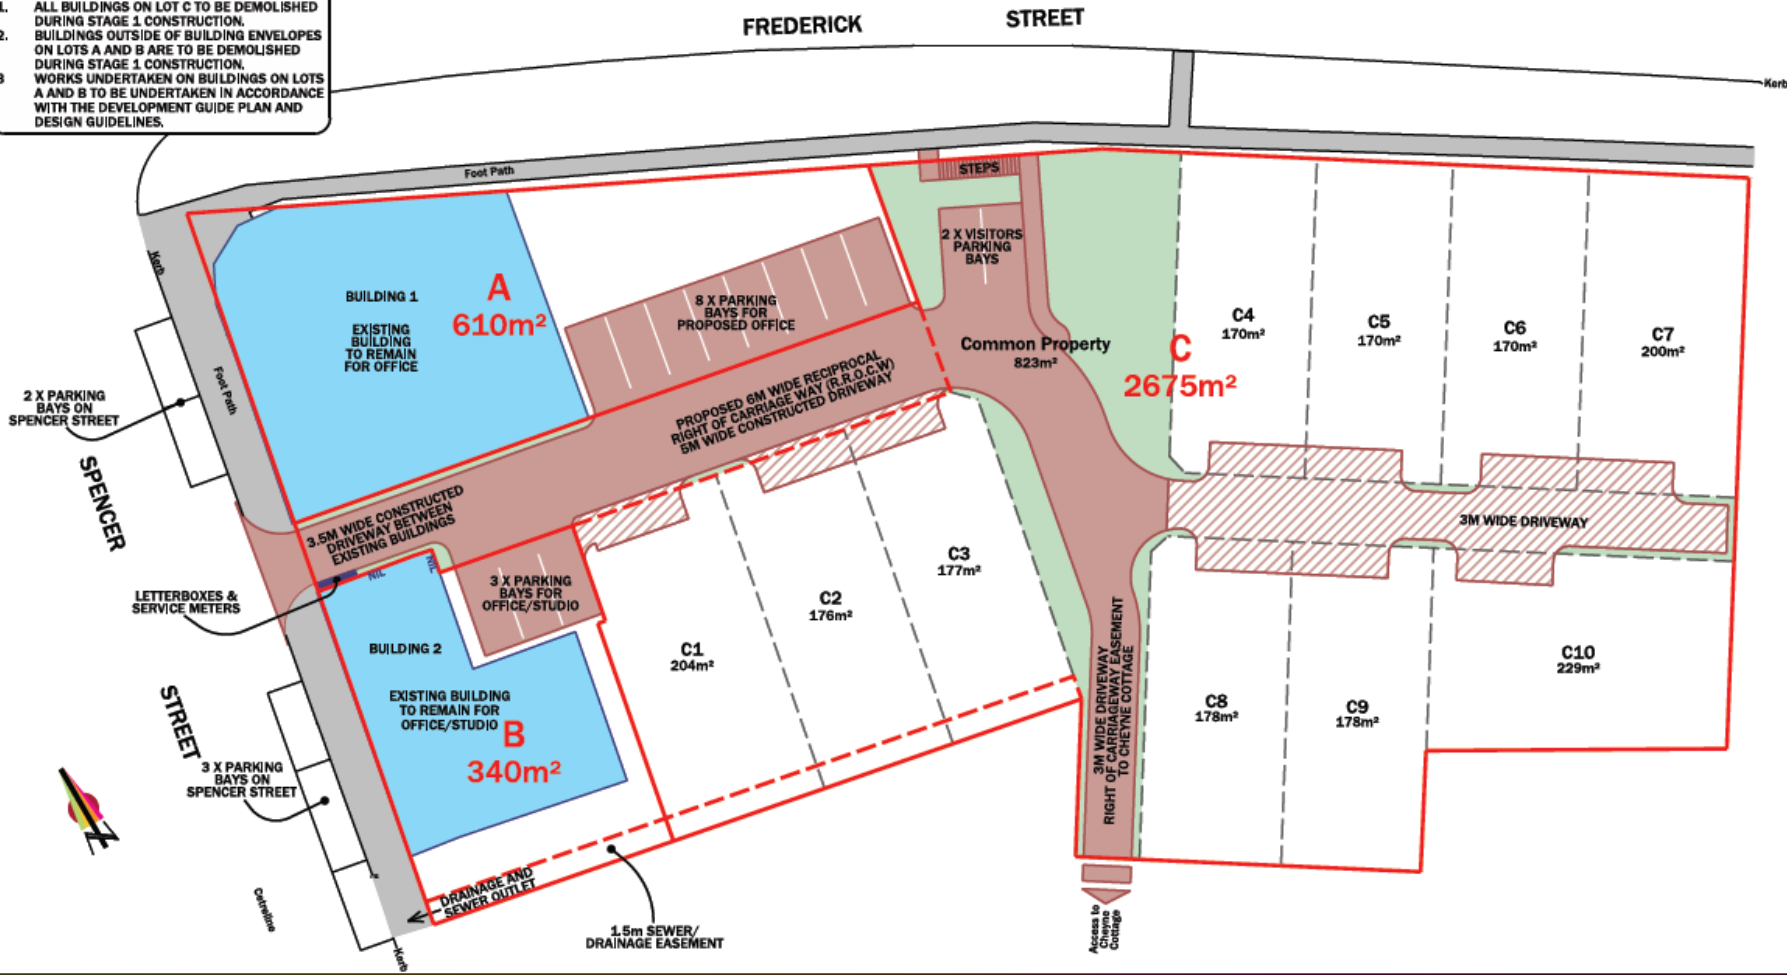 1. ALL BUILDINGS ON LOT C TO BE DEMOLISHED
DURING STAGE 1 CONSTRUCTION.
2. BUILDINGS OUTSIDE OF BUILDING ENVELOPES
ON LOTS A AND B ARE TO BE DEMOLISHED
DURING STAGE 1 CONSTRUCTION.
3 WORKS UNDERTAKEN ON BUILDINGS ON LOTS
A AND B TO BE UNDERTAKEN IN ACCORDANCE
WITH THE DEVELOPMENT GUIDE PLAN AND
DESIGN GUIDELINES.
FREDERICK STREET
Kerb
Foot Path
STEPS
2 X VISITORS
PARKING
BAYS
Kerb
BUILDING 1
EXISTING
BUILDING
TO REMAIN
FOR OFFICE
A
610m²
8 X PARKING
BAYS FOR
PROPOSED OFFICE
Common Property
823m²
C
2675m²
C4
170m²
C5
170m²
C6
170m²
C7
200m²
Foot Path
2 X PARKING
BAYS ON
SPENCER STREET
PROPOSED 6M WIDE RECIPROCAL
RIGHT OF CARRIAGE WAY (R.R.O.C.W)
5M WIDE CONSTRUCTED DRIVEWAY
SPENCER
STREET
3.5M WIDE CONSTRUCTED
DRIVEWAY BETWEEN
EXISTING BUILDINGS
3M WIDE DRIVEWAY
NIL
NIL
LETTERBOXES &
SERVICE METERS
3 X PARKING
BAYS FOR
OFFICE/STUDIO
C3
177m²
C2
176m²
C1
204m²
BUILDING 2
EXISTING BUILDING
TO REMAIN FOR
OFFICE/STUDIO
B
340m²
3M WIDE DRIVEWAY
RIGHT OF CARRIAGEWAY EASEMENT
TO CHEYNE COTTAGE
C8
178m²
C9
178m²
C10
229m²
3 X PARKING
BAYS ON
SPENCER STREET
N
DRAINAGE AND
SEWER OUTLET
1.5m SEWER/
DRAINAGE EASEMENT
Cetreline
Kerb
Access to
Cheyne
Cottage